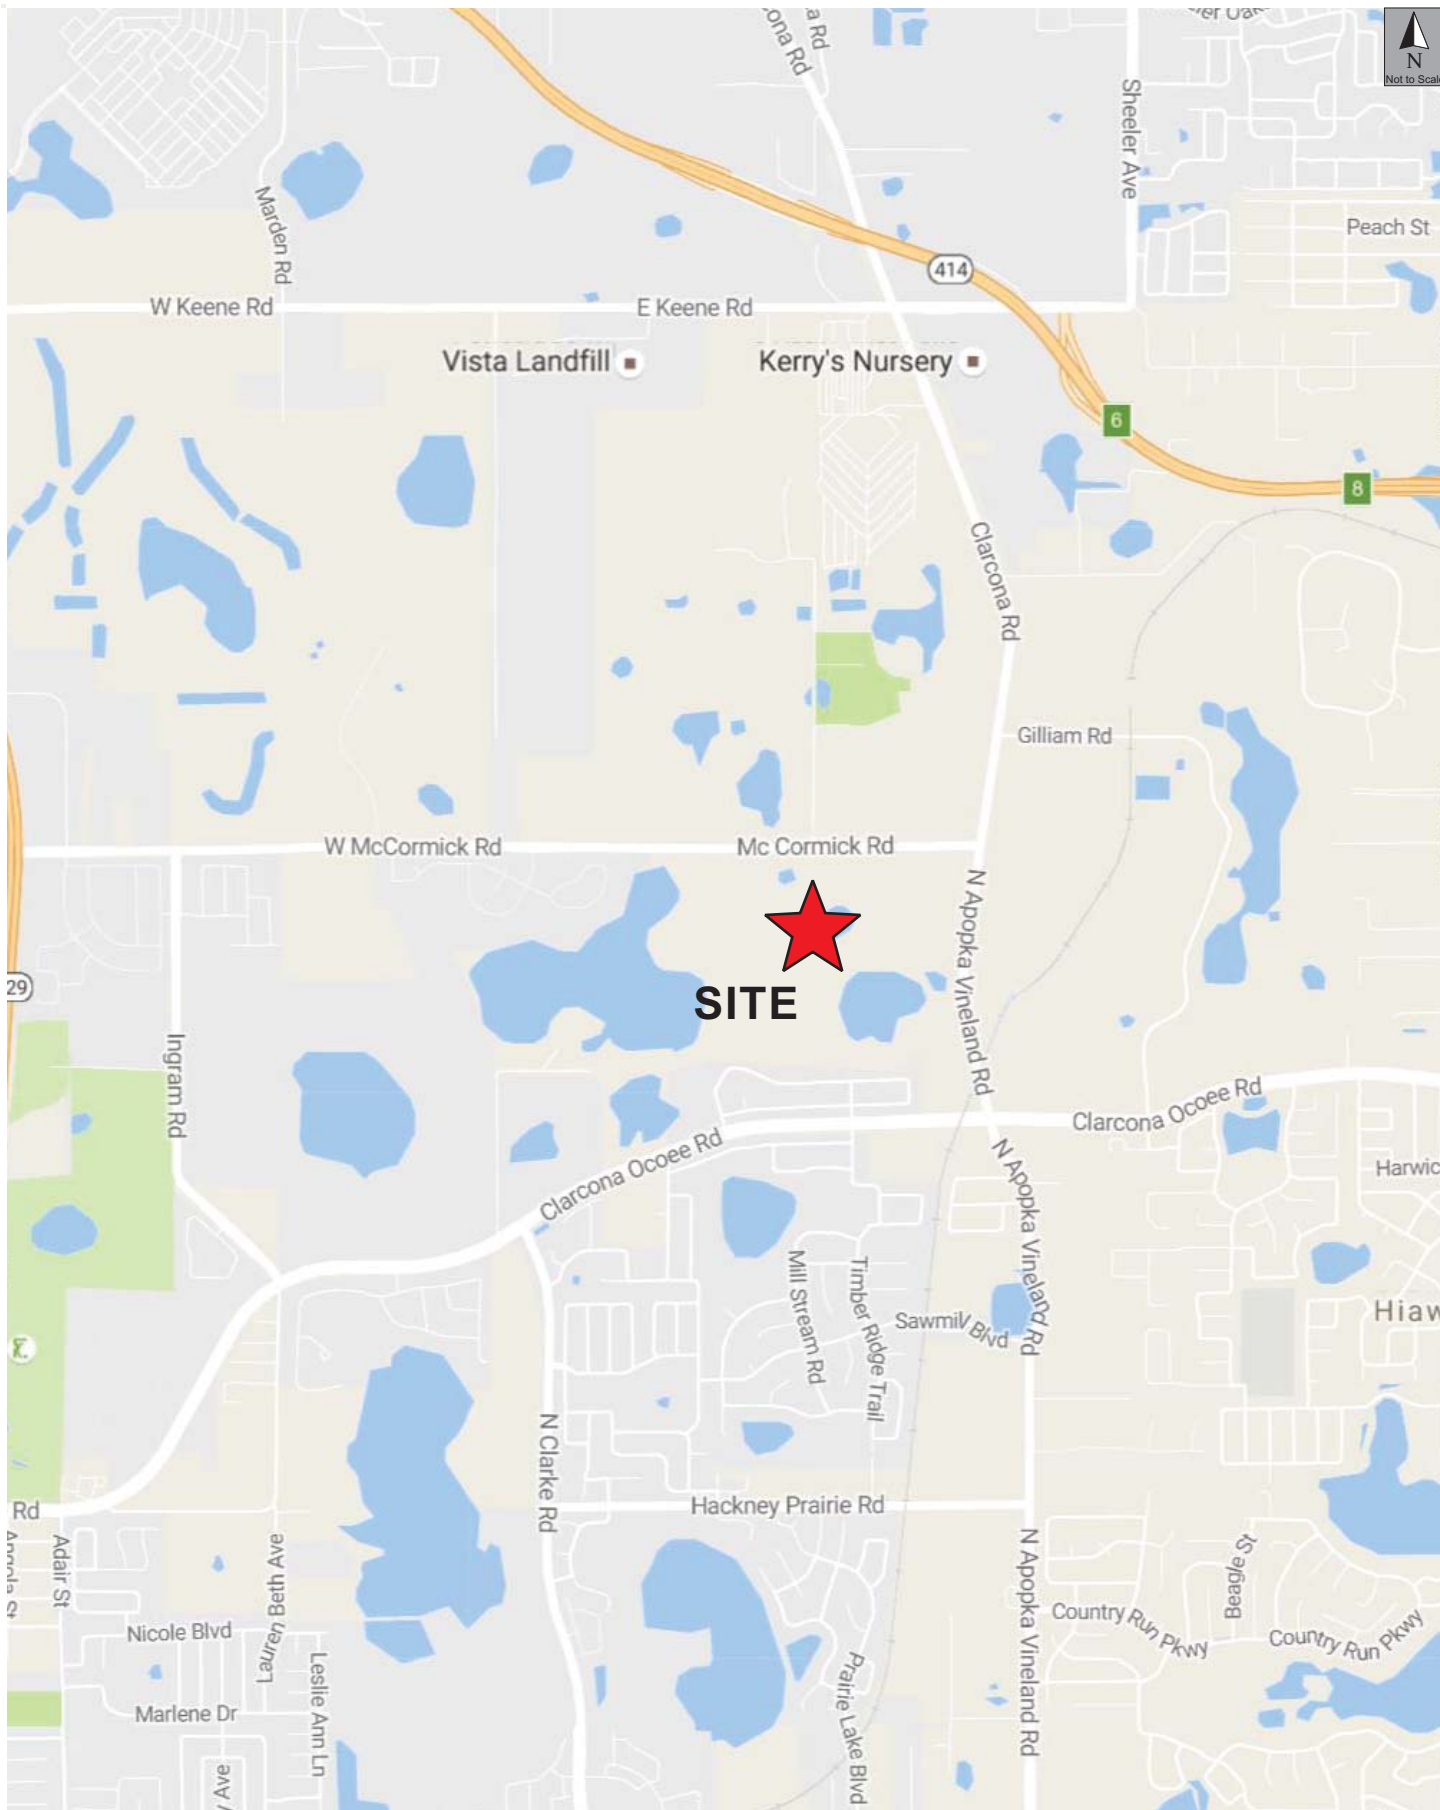 N
Not to Scale
Sheeler Ave
Marden Rd
Peach St
414
W Keene Rd
E Keene Rd
Vista Landfill
Kerry's Nursery
6
8
Clarcona Rd
Gilliam Rd
W McCormick Rd
Mc Cormick Rd
N Apopka Vineland Rd
29
SITE
Ingram Rd
Clarcona Ocoee Rd
Clarcona Ocoee Rd
N Apopka Vineland Rd
Harwic
Mill Stream Rd
Timber Ridge Trail
Sawmill Blvd
Hiaw
N Clarke Rd
Rd
Hackney Prairie Rd
Adair St
Lauren Beth Ave
N Apopka Vineland Rd
Beagle St
Country Run Pkwy
Country Run Pkwy
Nicole Blvd
Leslie Ann Ln
Prairie Lake Blvd
Marlene Dr
Ave